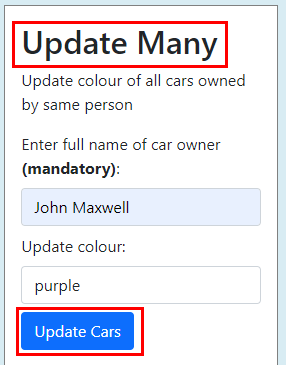 Update Many
Update colour of all cars owned
by same person
Enter full name of car owner
(mandatory):
John Maxwell
Update colour:
purple
Update Cars